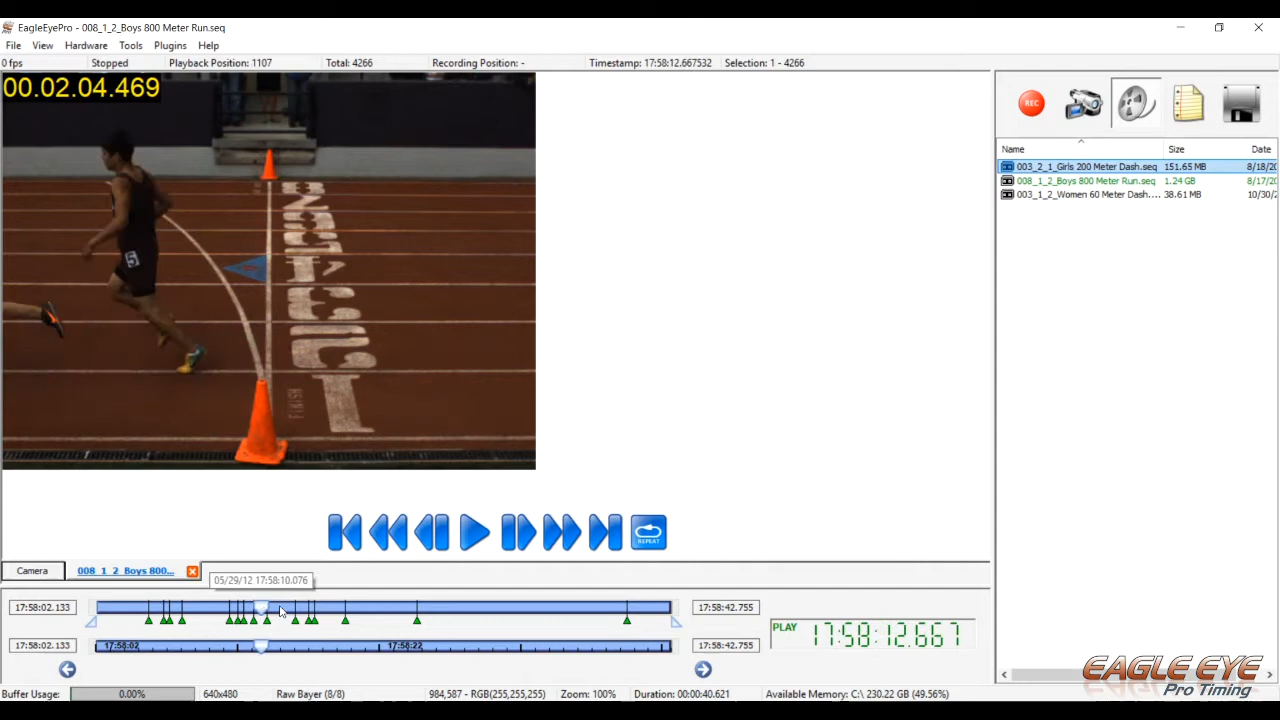 EagleEyePro - 008_1_2_Boys 800 Meter Run.seq
File View Hardware Tools Plugins Help
0 fps Stopped Playback Position: 1107 Total: 4266 Recording Position: - Timestamp: 17:58:12.667532 Selection: 1 - 4266
00.02.04.469
REC
Name Size Date
003_2_1_Girls 200 Meter Dash.seq 151.65 MB 8/18/20
008_1_2_Boys 800 Meter Run.seq 1.24 GB 8/17/20
003_1_2_Women 60 Meter Dash.... 38.61 MB 10/30/2
5
REPEAT
Camera 008_1_2_Boys 800...
05/29/12 17:58:10.076
17:58:02.133 17:58:42.755
PLAY 17:58:12.667
17:58:02.133 17:58:02 17:58:22 17:58:42.755
EAGLE EYE
Pro Timing
Buffer Usage: 0.00% 640x480 Raw Bayer (8/8) 984,587 - RGB(255,255,255) Zoom: 100% Duration: 00:00:40.621 Available Memory: C:\ 230.22 GB (49.56%)